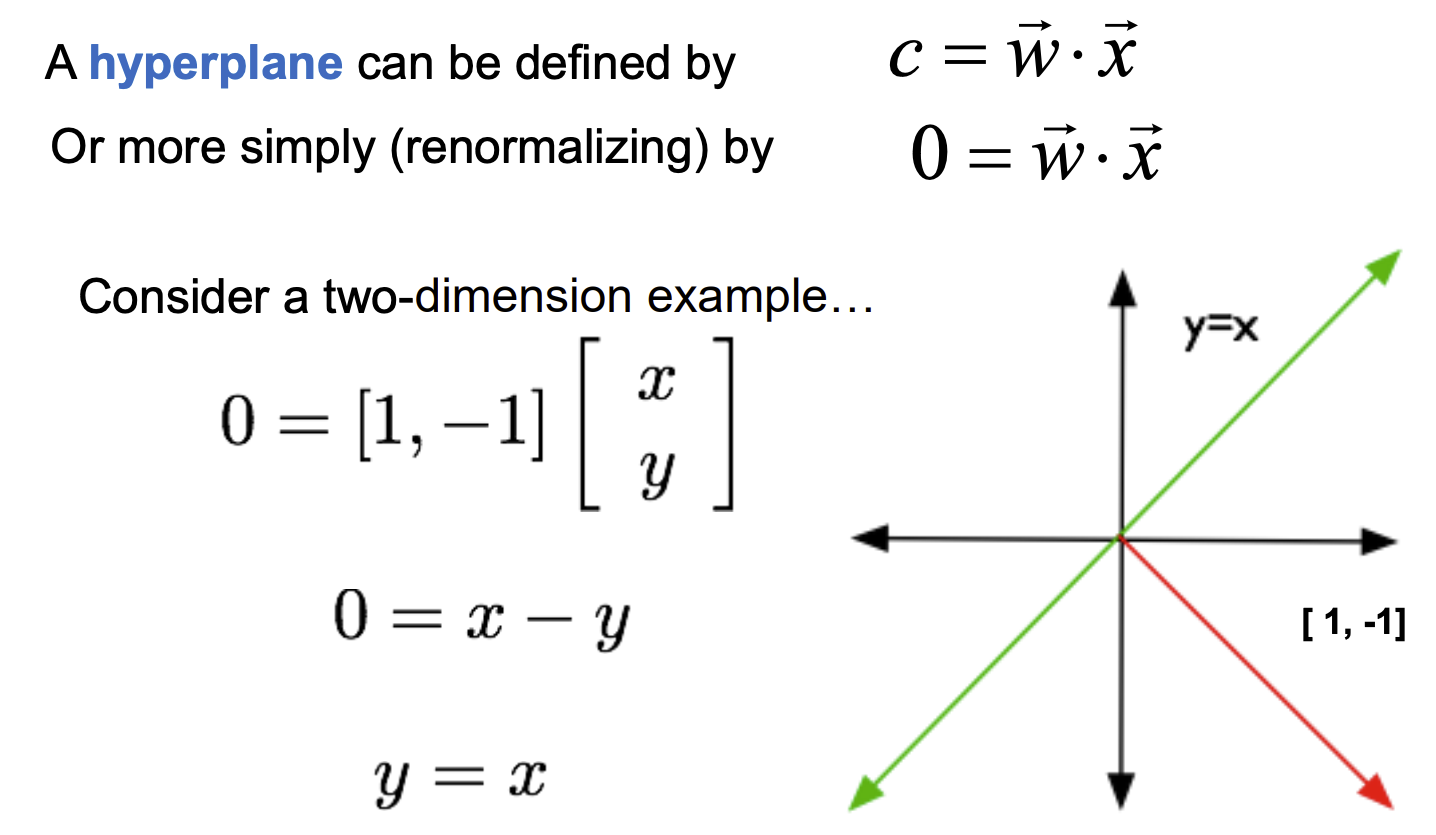 A hyperplane can be defined by c = w⃗ · x⃗
Or more simply (renormalizing) by 0 = w⃗ · x⃗
Consider a two-dimension example…
0 = [1, −1] [ x y ]
0 = x − y
y = x
y=x
[ 1, -1]